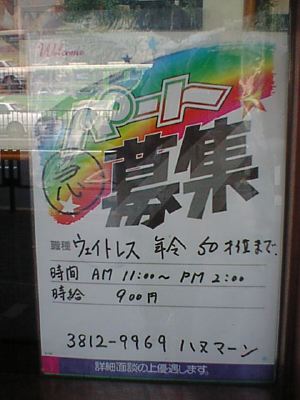 Welcome
パート
急
募集
職種 ウェイトレス 年令 50才位まで.
時間 AM 11:00～ PM 2:00
時給 900円
3812-9969 ハヌマーン
詳細面談の上優遇します。